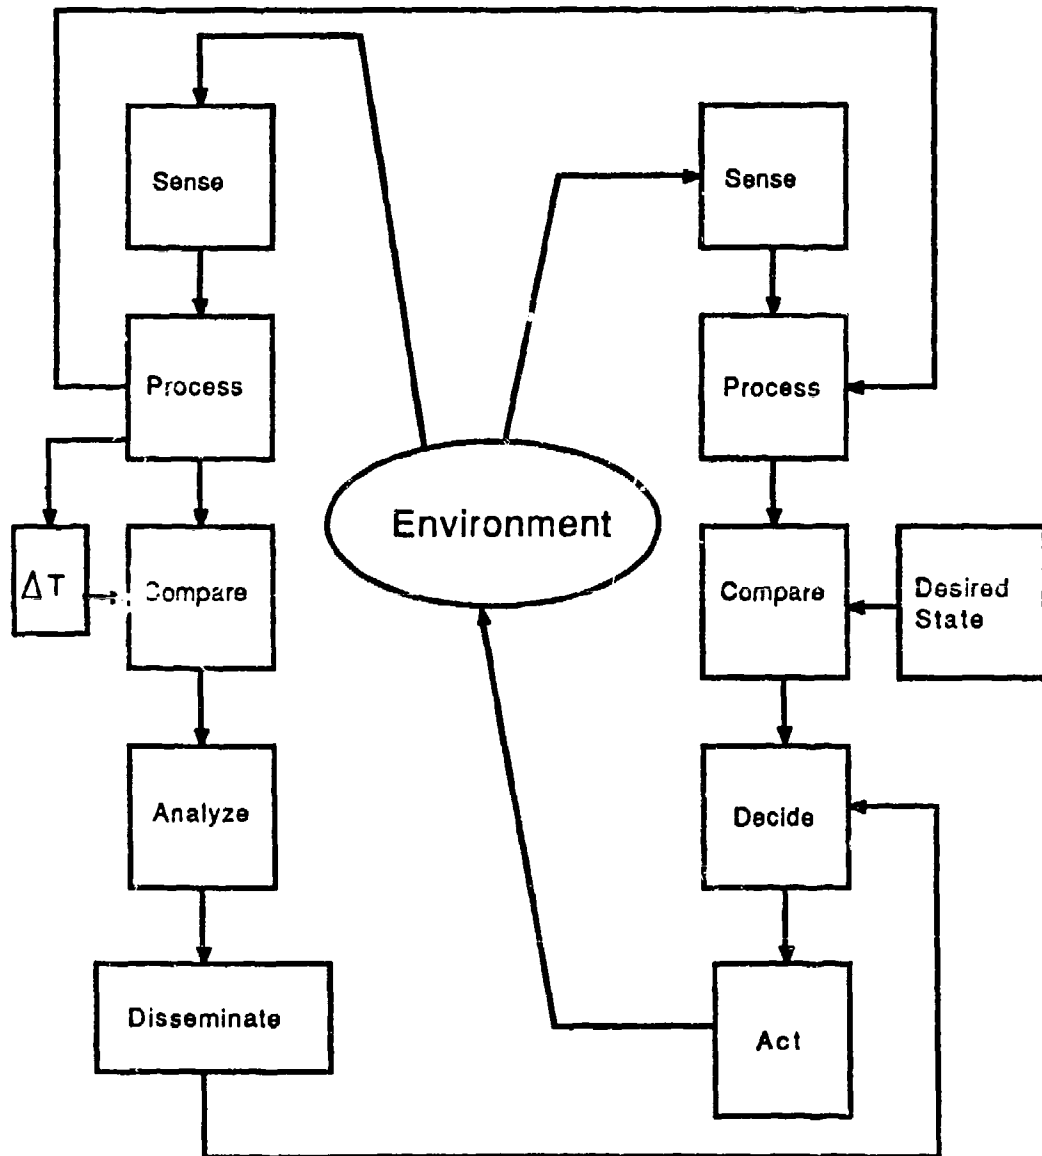 Sense
Sense
Process
Process
Environment
ΔT
Compare
Compare
Desired
State
Analyze
Decide
Disseminate
Act